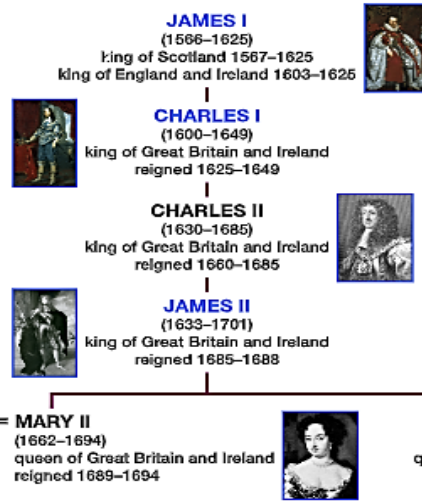 JAMES I
(1566–1625)
king of Scotland 1567–1625
king of England and Ireland 1603–1625
CHARLES I
(1600–1649)
king of Great Britain and Ireland
reigned 1625–1649
CHARLES II
(1630–1685)
king of Great Britain and Ireland
reigned 1660–1685
JAMES II
(1633–1701)
king of Great Britain and Ireland
reigned 1685–1688
= MARY II
(1662–1694)
queen of Great Britain and Ireland
reigned 1689–1694